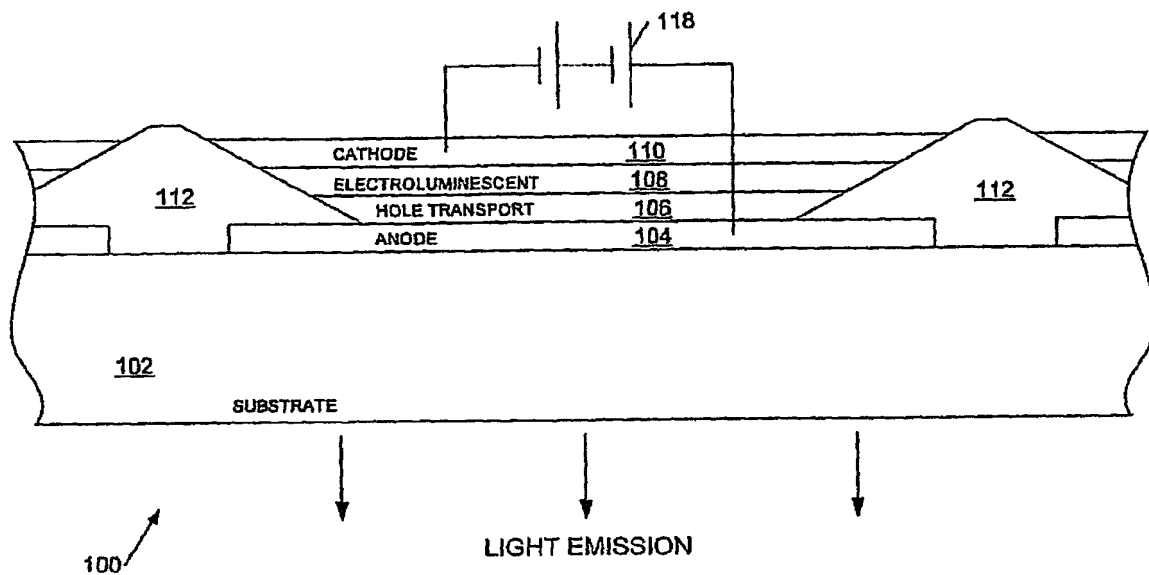 118
CATHODE 110
ELECTROLUMINESCENT 108
112
112
HOLE TRANSPORT 106
ANODE 104
102
SUBSTRATE
100
LIGHT EMISSION